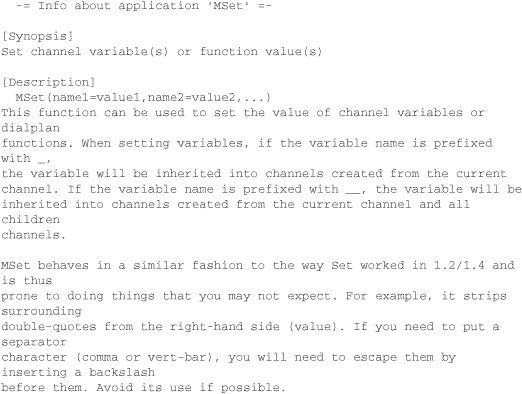 -= Info about application 'MSet' =-
[Synopsis]
Set channel variable(s) or function value(s)
[Description]
MSet(name1=value1,name2=value2,...)
This function can be used to set the value of channel variables or
dialplan
functions. When setting variables, if the variable name is prefixed
with _,
the variable will be inherited into channels created from the current
channel. If the variable name is prefixed with __, the variable will be
inherited into channels created from the current channel and all
children
channels.
MSet behaves in a similar fashion to the way Set worked in 1.2/1.4 and
is thus
prone to doing things that you may not expect. For example, it strips
surrounding
double-quotes from the right-hand side (value). If you need to put a
separator
character (comma or vert-bar), you will need to escape them by
inserting a backslash
before them. Avoid its use if possible.